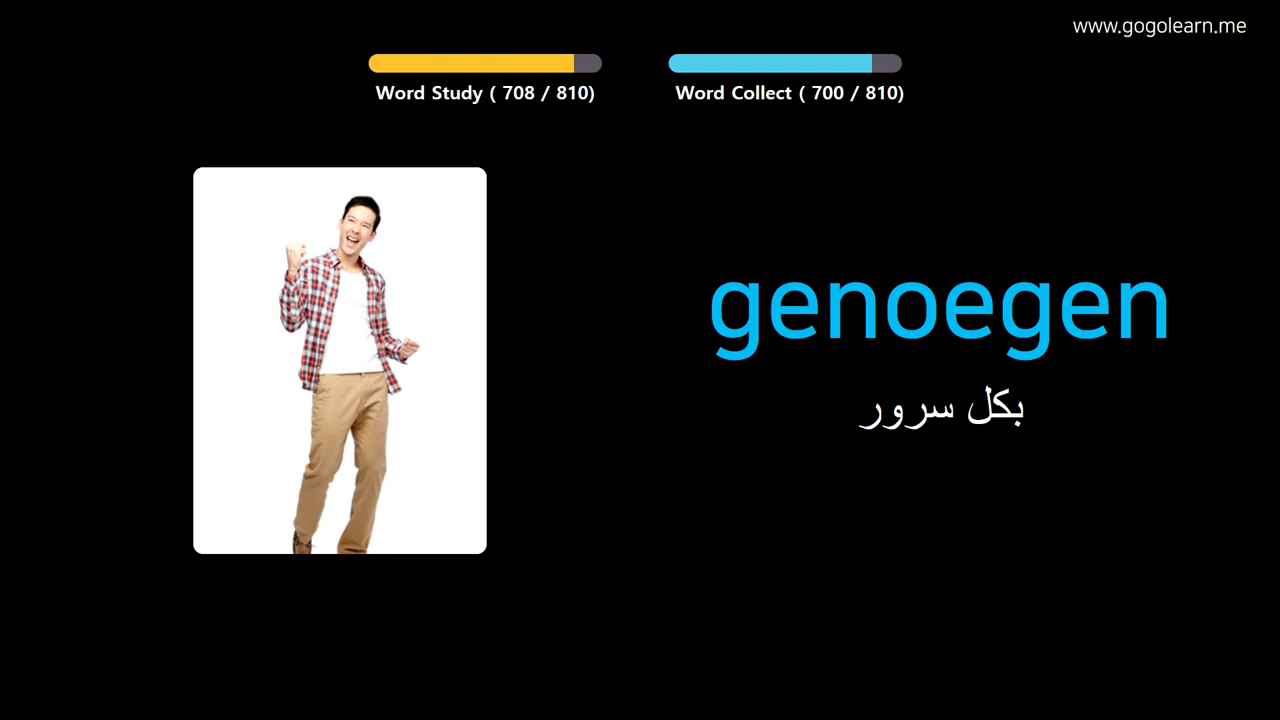 www.gogolearn.me
Word Study ( 708 / 810)
Word Collect ( 700 / 810)
genoegen
بكل سرور